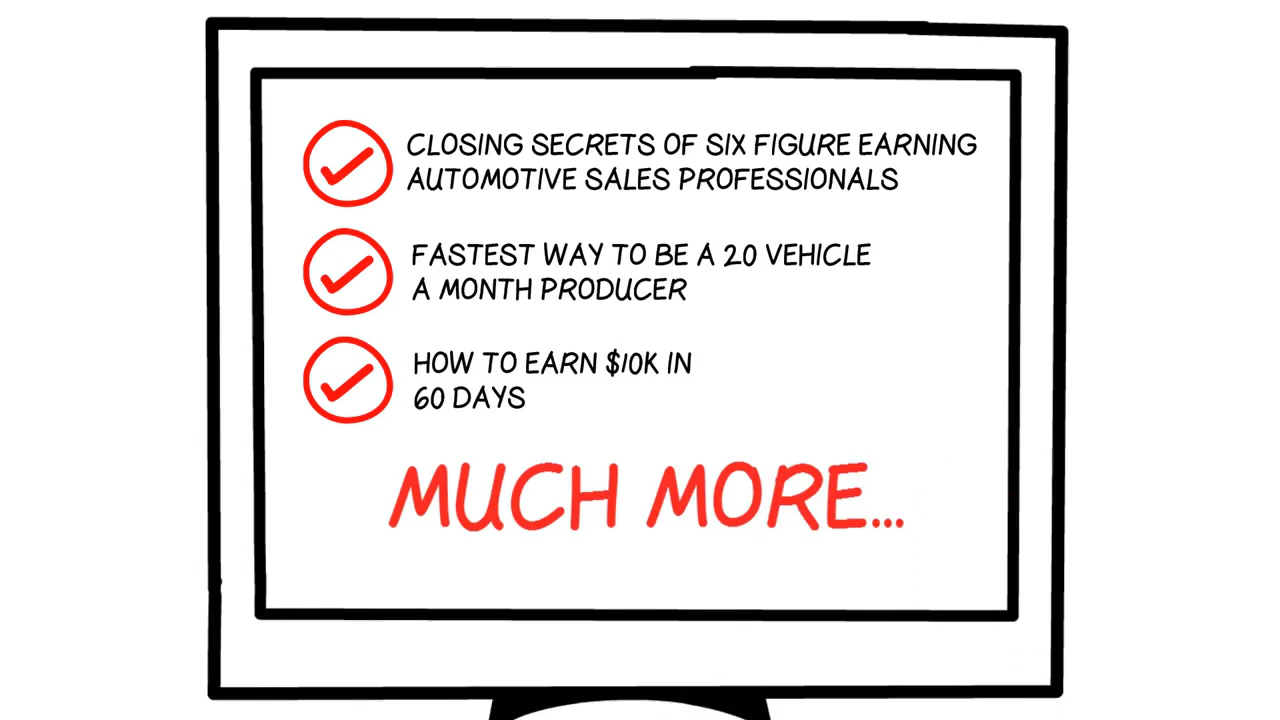 CLOSING SECRETS OF SIX FIGURE EARNING
AUTOMOTIVE SALES PROFESSIONALS
FASTEST WAY TO BE A 20 VEHICLE
A MONTH PRODUCER
HOW TO EARN $10K IN
60 DAYS
MUCH MORE...